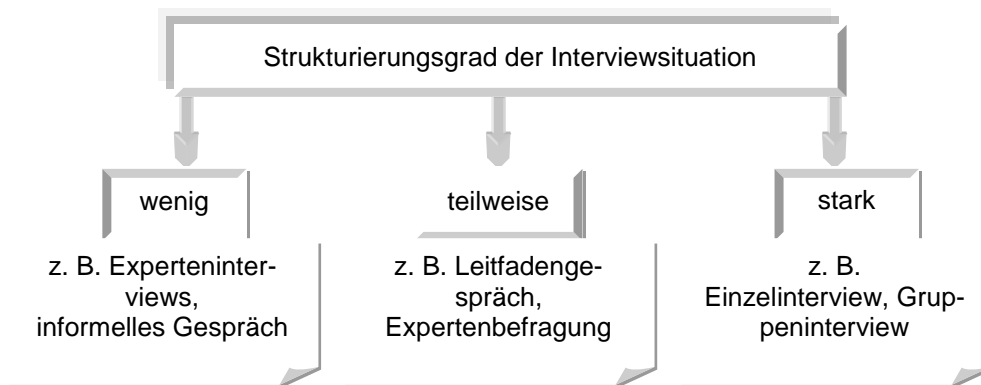 Strukturierungsgrad der Interviewsituation
wenig
teilweise
stark
z. B. Experteninter-
views,
informelles Gespräch
z. B. Leitfadenge-
spräch,
Expertenbefragung
z. B.
Einzelinterview, Grup-
peninterview